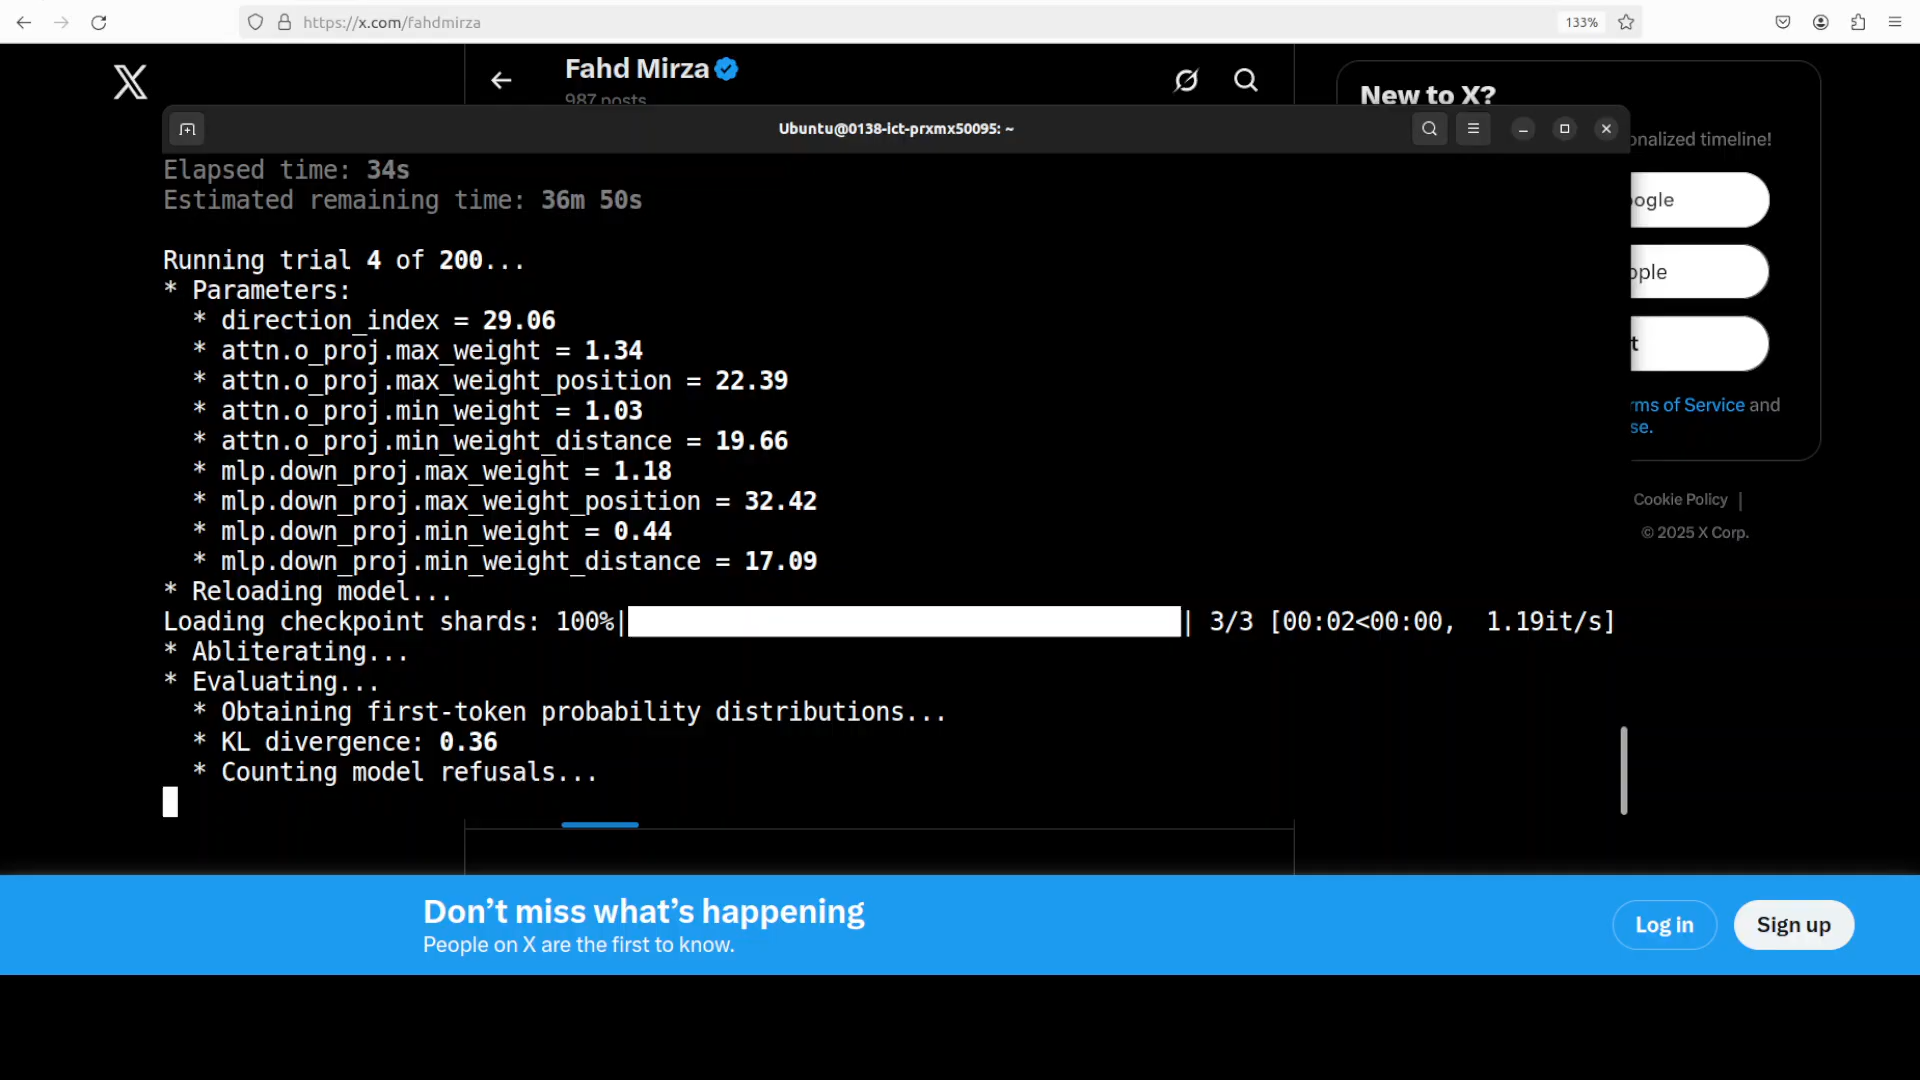 https://x.com/fahdmirza
133%
Fahd Mirza
987 posts
New to X?
Ubuntu@0138-ict-prxmx50095: ~
onalized timeline!
Elapsed time: 34s
Estimated remaining time: 36m 50s
ogle
Running trial 4 of 200...
* Parameters:
ople
* direction_index = 29.06
* attn.o_proj.max_weight = 1.34
t
* attn.o_proj.max_weight_position = 22.39
* attn.o_proj.min_weight = 1.03
rms of Service and
se.
* attn.o_proj.min_weight_distance = 19.66
* mlp.down_proj.max_weight = 1.18
* mlp.down_proj.max_weight_position = 32.42
Cookie Policy |
* mlp.down_proj.min_weight = 0.44
© 2025 X Corp.
* mlp.down_proj.min_weight_distance = 17.09
* Reloading model...
Loading checkpoint shards: 100%| | 3/3 [00:02<00:00, 1.19it/s]
* Abliterating...
* Evaluating...
* Obtaining first-token probability distributions...
* KL divergence: 0.36
* Counting model refusals...
Don’t miss what’s happening
People on X are the first to know.
Log in
Sign up